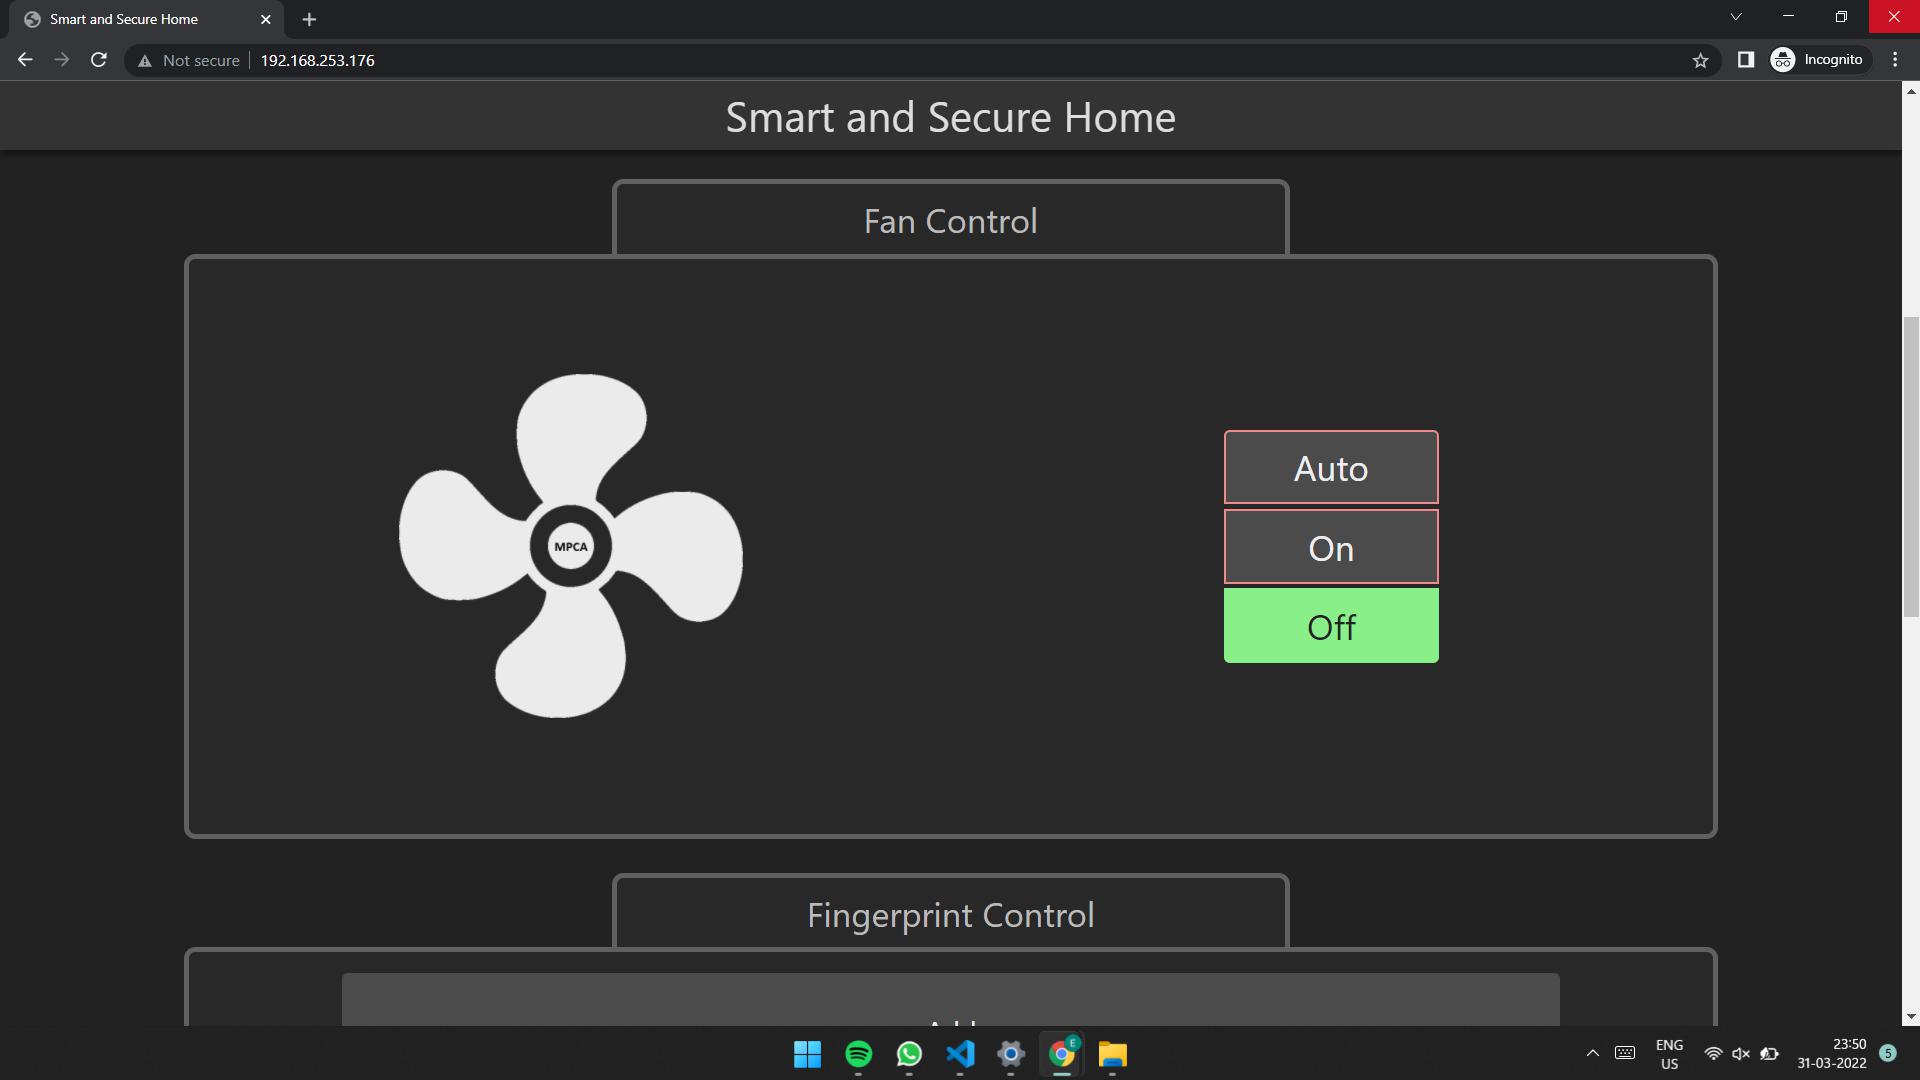 Smart and Secure Home
Not secure
192.168.253.176
Incognito
Smart and Secure Home
Fan Control
MPCA
Auto
On
Off
Fingerprint Control
E
ENG
US
23:50
31-03-2022
5